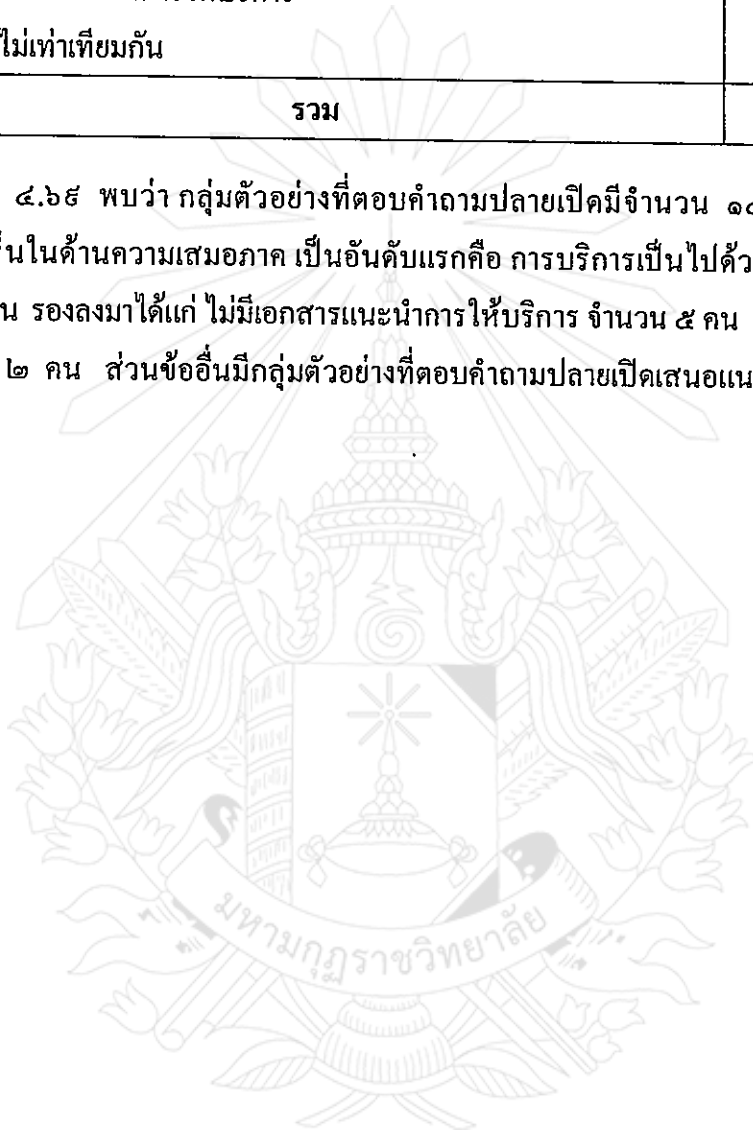 ไม่เท่าเทียมกัน
รวม
๔.๖๙ พบว่า กลุ่มตัวอย่างที่ตอบคำถามปลายเปิดมีจำนวน
ในด้านความเสมอภาค เป็นอันดับแรกคือ การบริการเป็นไปด้ว
น รองลงมาได้แก่ ไม่มีเอกสารแนะนำการให้บริการ จำนวน ๕ คน
๒ คน ส่วนข้ออื่นมีกลุ่มตัวอย่างที่ตอบคำถามปลายเปิดเสนอแน
มหามกุฏราชวิทยาลัย